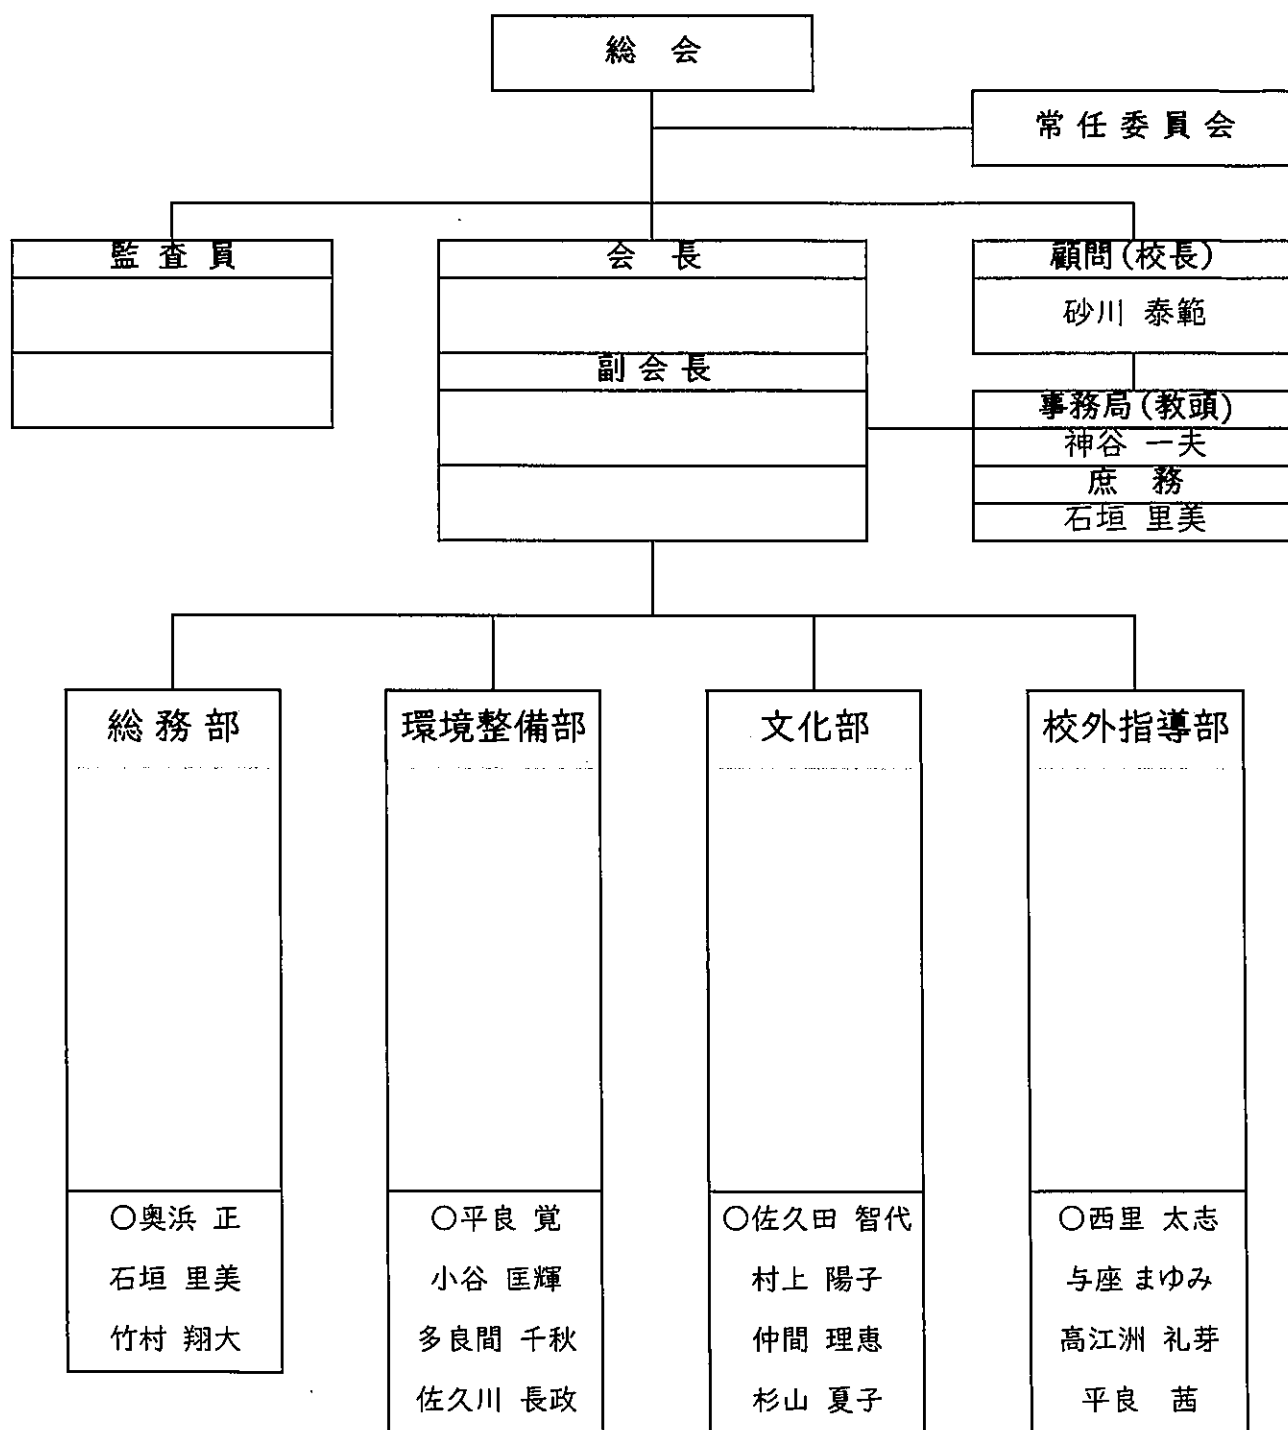 総 会
常任委員会
監 査 員
会 長
副 会 長
顧問(校長)
砂川 泰範
事務局(教頭)
神谷 一夫
庶 務
石垣 里美
総 務 部
〇奥浜 正
石垣 里美
竹村 翔大
環境整備部
〇平良 覚
小谷 匡輝
多良間 千秋
佐久川 長政
文化部
〇佐久田 智代
村上 陽子
仲間 理恵
杉山 夏子
校外指導部
〇西里 太志
与座 まゆみ
高江洲 礼芽
平良 茜